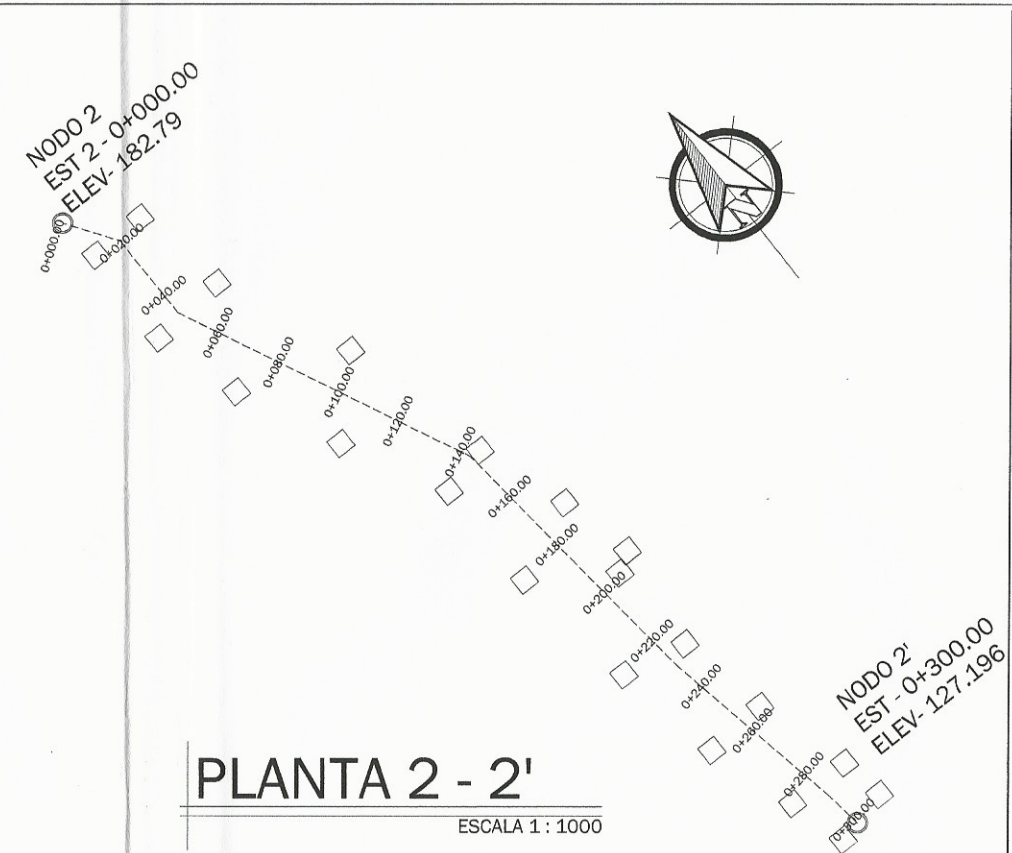 NODO 2
EST 2 - 0+000.00
ELEV- 182.79
0+000.00
0+020.00
0+040.00
0+060.00
0+080.00
0+100.00
0+120.00
0+140.00
0+160.00
0+180.00
0+200.00
0+220.00
0+240.00
0+260.00
0+280.00
0+300.00
N
NODO 2'
EST - 0+300.00
ELEV- 127.196
PLANTA 2 - 2'
ESCALA 1 : 1000